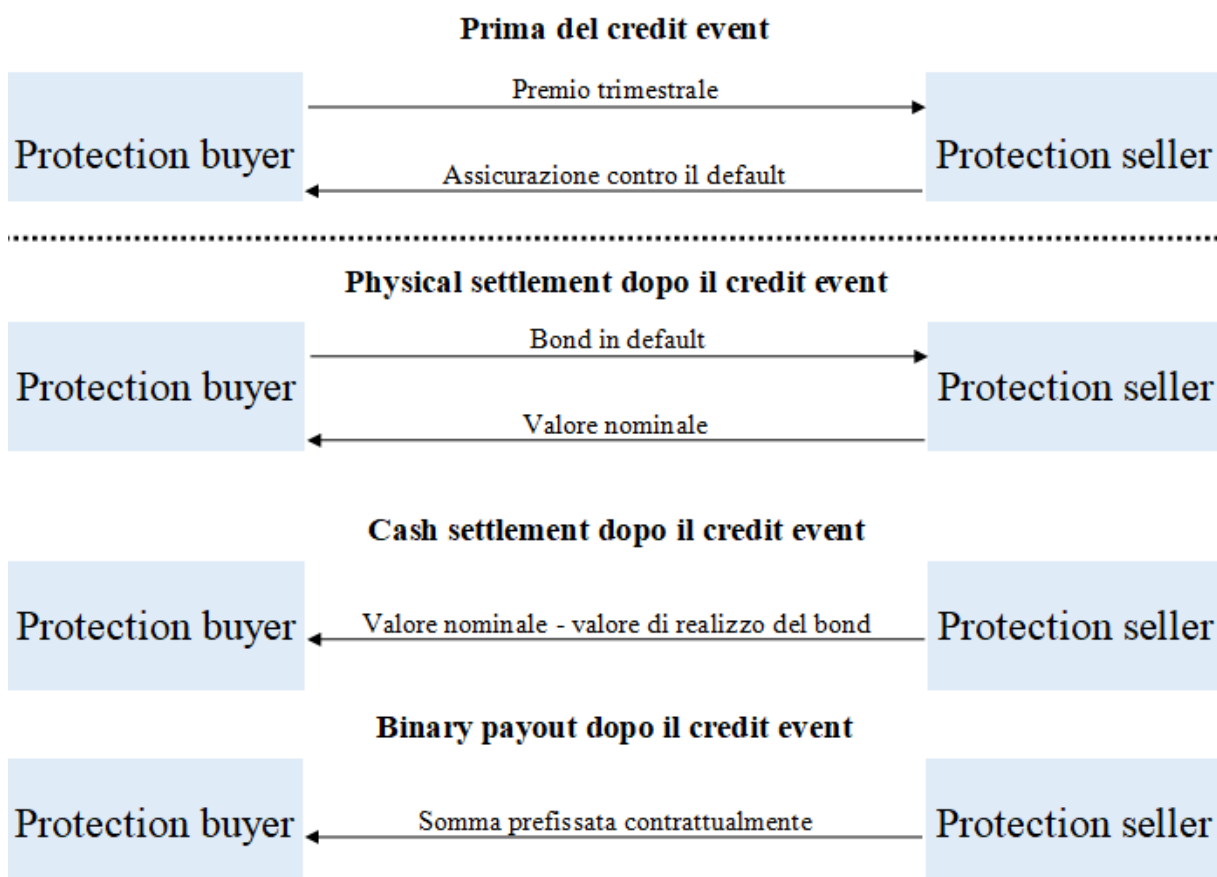 Prima del credit event
Premio trimestrale
Protection buyer
Protection seller
Assicurazione contro il default
Physical settlement dopo il credit event
Bond in default
Protection buyer
Protection seller
Valore nominale
Cash settlement dopo il credit event
Protection buyer
Valore nominale - valore di realizzo del bond
Protection seller
Binary payout dopo il credit event
Protection buyer
Somma prefissata contrattualmente
Protection seller